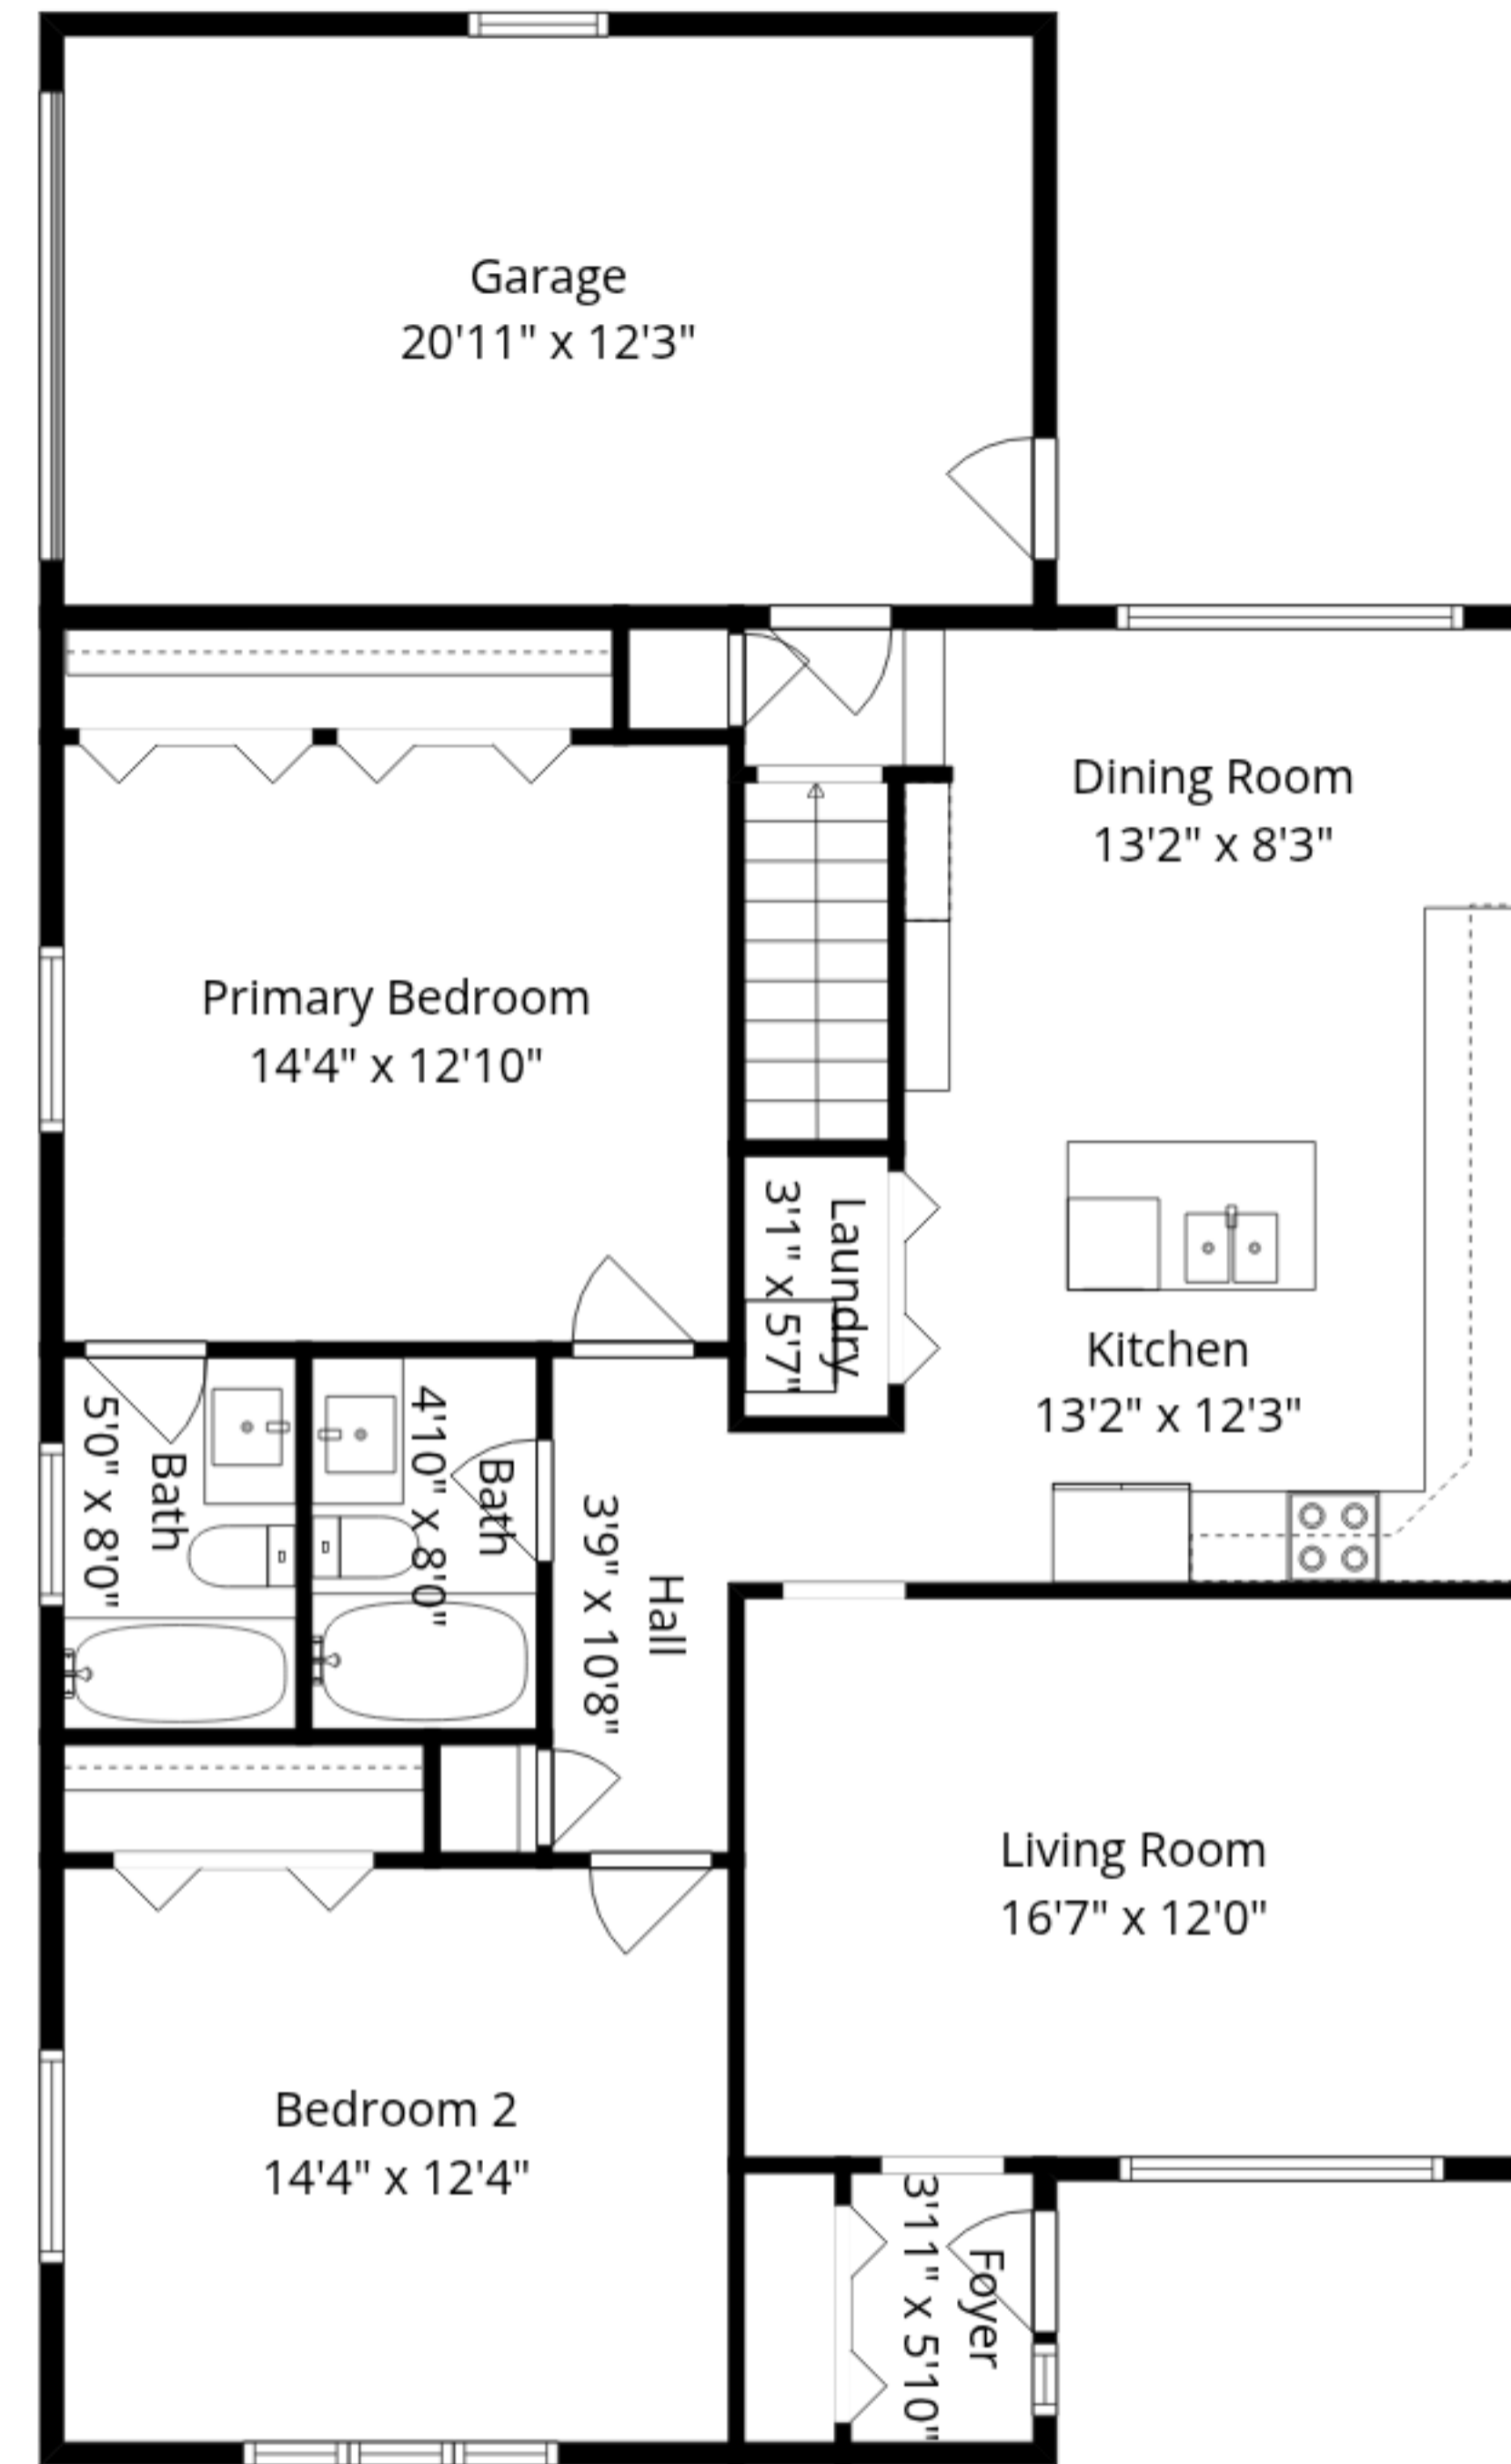 Garage
20'11" x 12'3"
Dining Room
13'2" x 8'3"
Primary Bedroom
14'4" x 12'10"
Laundry
3'1" x 5'7"
Kitchen
13'2" x 12'3"
Bath
5'0" x 8'0"
Bath
4'10" x 8'0"
Hall
3'9" x 10'8"
Living Room
16'7" x 12'0"
Bedroom 2
14'4" x 12'4"
Foyer
3'11" x 5'10"